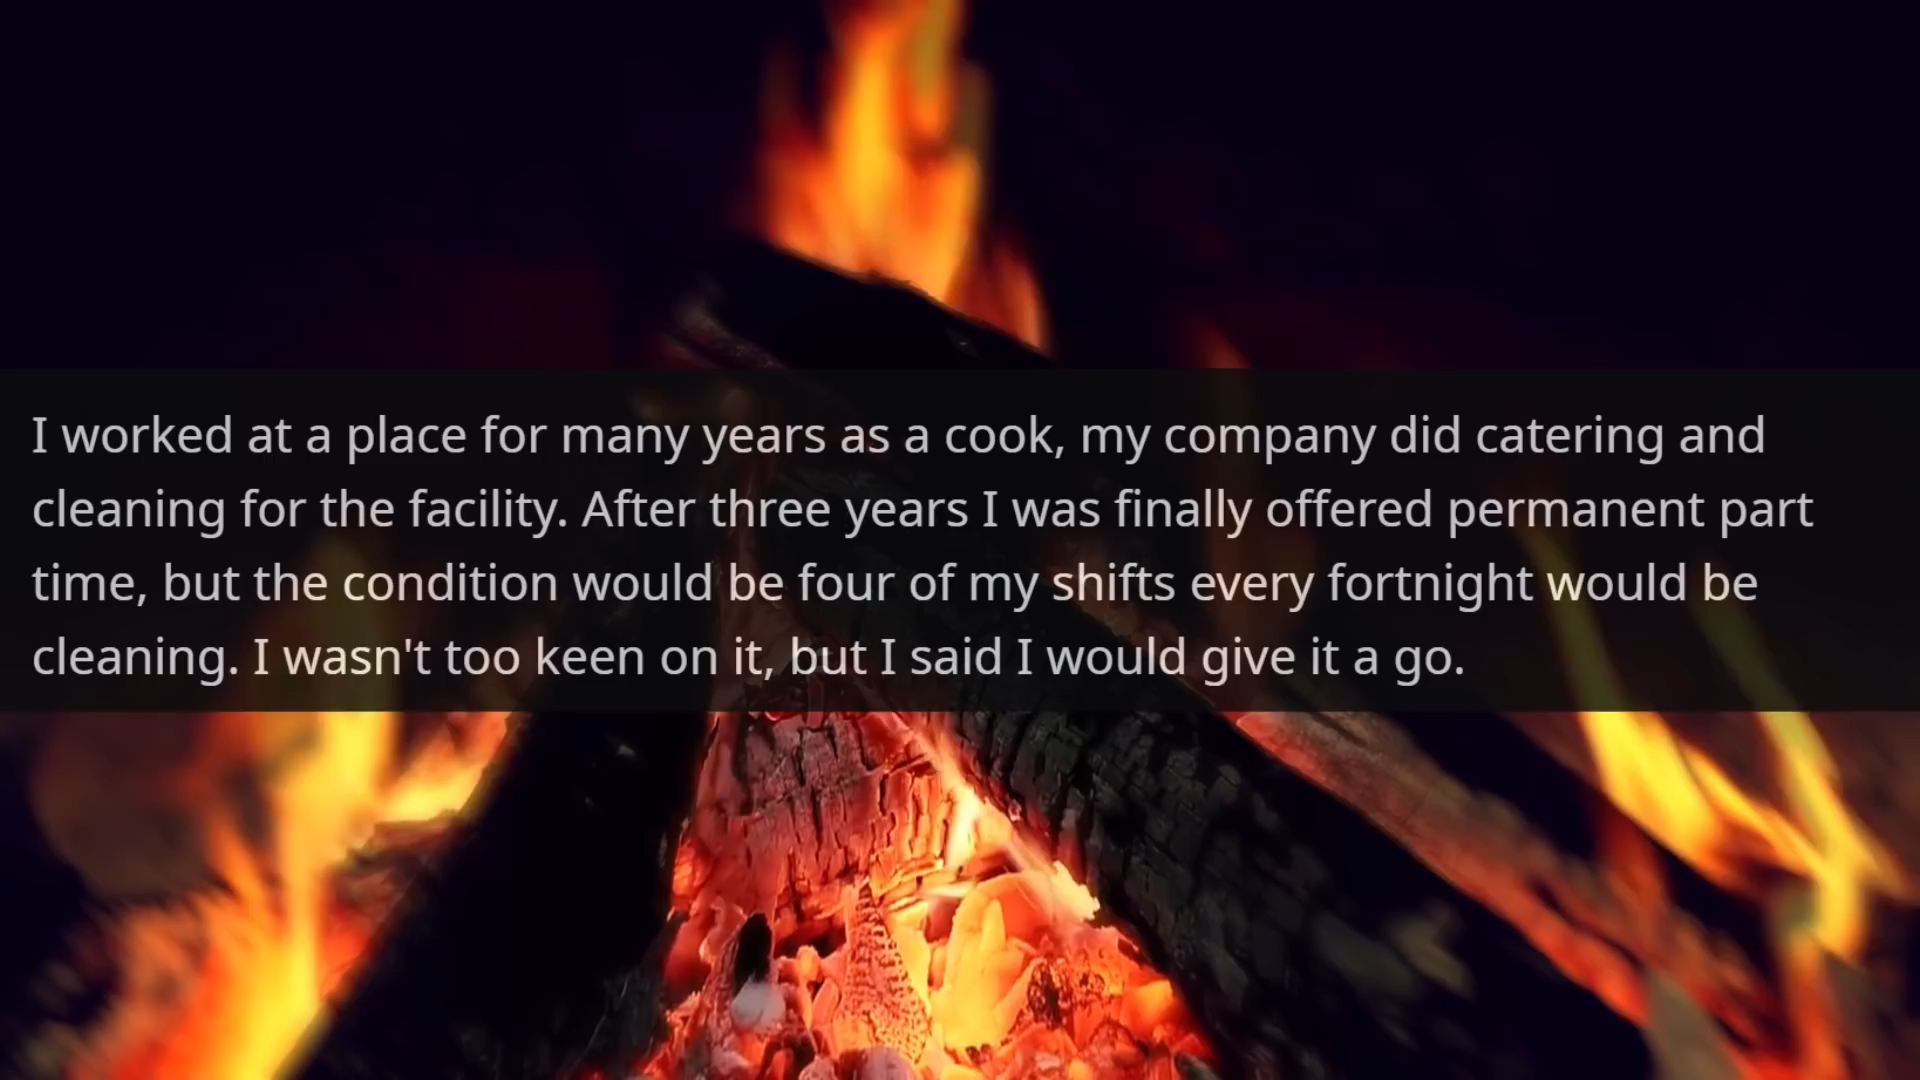 I worked at a place for many years as a cook, my company did catering and
cleaning for the facility. After three years I was finally offered permanent part
time, but the condition would be four of my shifts every fortnight would be
cleaning. I wasn't too keen on it, but I said I would give it a go.